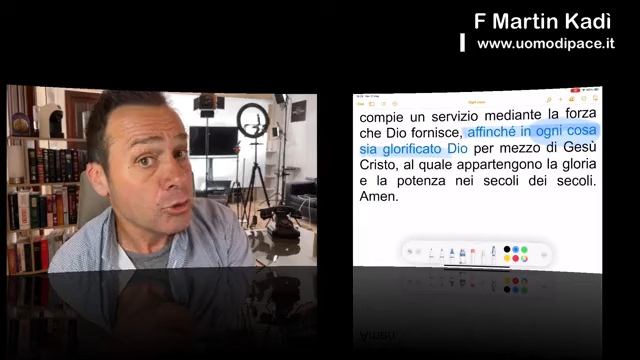 F Martin Kadì
www.uomodipace.it
compie un servizio mediante la forza
che Dio fornisce, affinché in ogni cosa
sia glorificato Dio per mezzo di Gesù
Cristo, al quale appartengono la gloria
e la potenza nei secoli dei secoli.
Amen.